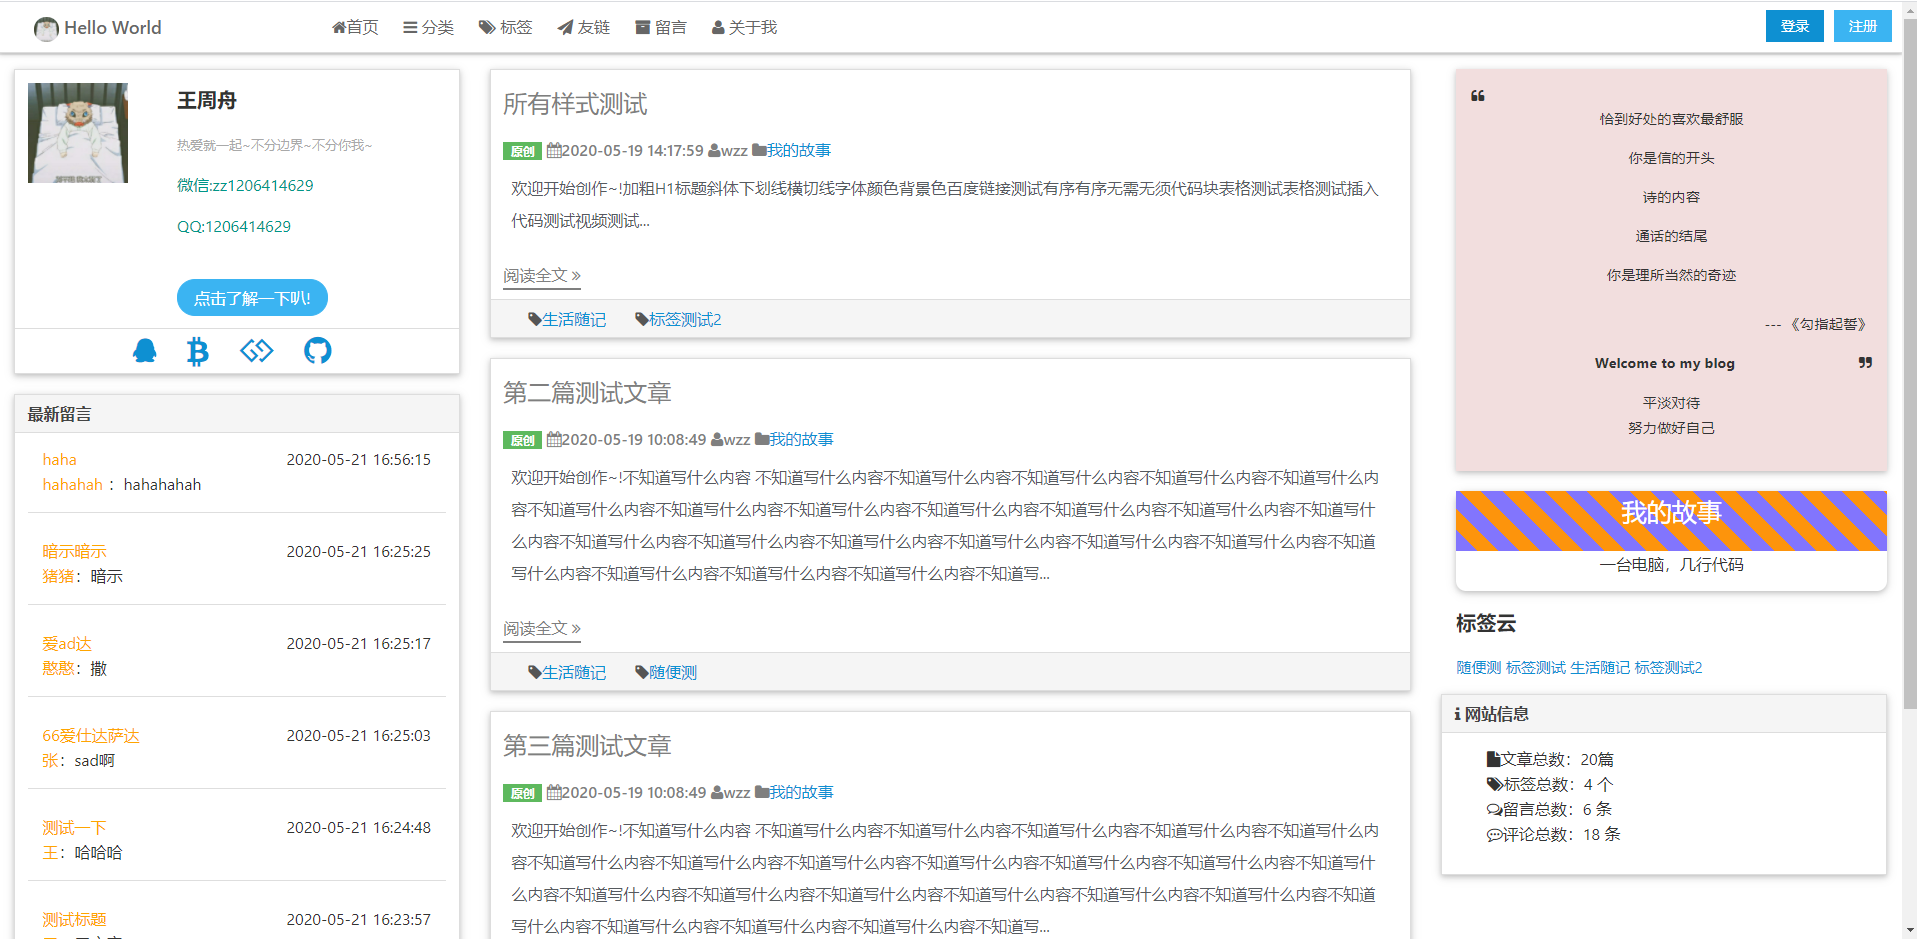 Hello World
首页 分类 标签 友链 留言 关于我
登录 注册
王周舟
热爱就一起~不分边界~不分你我~
微信:zz1206414629
QQ:1206414629
点击了解一下叭!
最新留言
haha 2020-05-21 16:56:15
hahahah ：hahahahah
暗示暗示 2020-05-21 16:25:25
猪猪：暗示
爱ad达 2020-05-21 16:25:17
憨憨：撒
66爱仕达萨达 2020-05-21 16:25:03
张：sad啊
测试一下 2020-05-21 16:24:48
王：哈哈哈
测试标题 2020-05-21 16:23:57
所有样式测试
原创 2020-05-19 14:17:59 wzz 我的故事
欢迎开始创作~!加粗H1标题斜体下划线横切线字体颜色背景色百度链接测试有序有序无需无须代码块表格测试表格测试插入
代码测试视频测试...
阅读全文 »
生活随记 标签测试2
第二篇测试文章
原创 2020-05-19 10:08:49 wzz 我的故事
欢迎开始创作~!不知道写什么内容 不知道写什么内容不知道写什么内容不知道写什么内容不知道写什么内容不知道写什么内
容不知道写什么内容不知道写什么内容不知道写什么内容不知道写什么内容不知道写什么内容不知道写什么内容不知道写什
么内容不知道写什么内容不知道写什么内容不知道写什么内容不知道写什么内容不知道写什么内容不知道写什么内容不知道
写什么内容不知道写什么内容不知道写什么内容不知道写什么内容不知道写...
阅读全文 »
生活随记 随便测
第三篇测试文章
原创 2020-05-19 10:08:49 wzz 我的故事
欢迎开始创作~!不知道写什么内容 不知道写什么内容不知道写什么内容不知道写什么内容不知道写什么内容不知道写什么内
容不知道写什么内容不知道写什么内容不知道写什么内容不知道写什么内容不知道写什么内容不知道写什么内容不知道写什
么内容不知道写什么内容不知道写什么内容不知道写什么内容不知道写什么内容不知道写什么内容不知道写什么内容不知道
写什么内容不知道写什么内容不知道写什么内容不知道写什么内容不知道写...
恰到好处的喜欢最舒服
你是信的开头
诗的内容
通话的结尾
你是理所当然的奇迹
--- 《勾指起誓》
Welcome to my blog
平淡对待
努力做好自己
我的故事
一台电脑，几行代码
标签云
随便测 标签测试 生活随记 标签测试2
网站信息
文章总数：20篇
标签总数：4 个
留言总数：6 条
评论总数：18 条